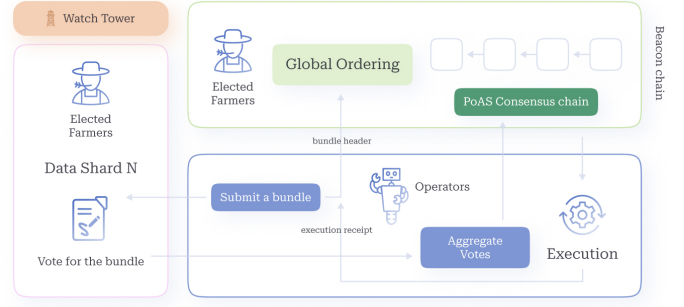 Watch Tower
Elected
Farmers
Data Shard N
Vote for the bundle
Elected
Farmers
Global Ordering
PoAS Consensus chain
Beacon chain
bundle header
Submit a bundle
Operators
execution receipt
Aggregate
Votes
Execution